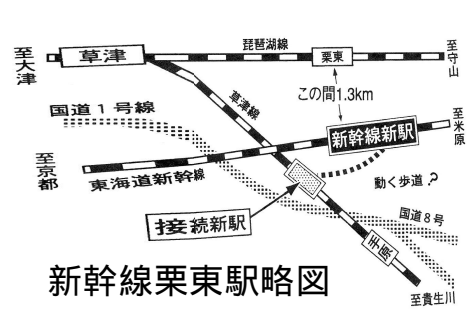 琵琶湖線
至大津
草津
栗東
至守山
この間1.3km
国道1号線
草津線
至米原
新幹線新駅
至京都
東海道新幹線
動く歩道?
接続新駅
国道8号
手原
新幹線栗東駅略図
至貴生川